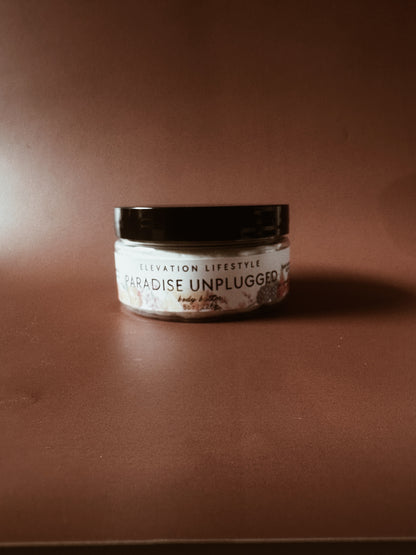 ELEVATION LIFESTYLE
PARADISE UNPLUGGED
body butter